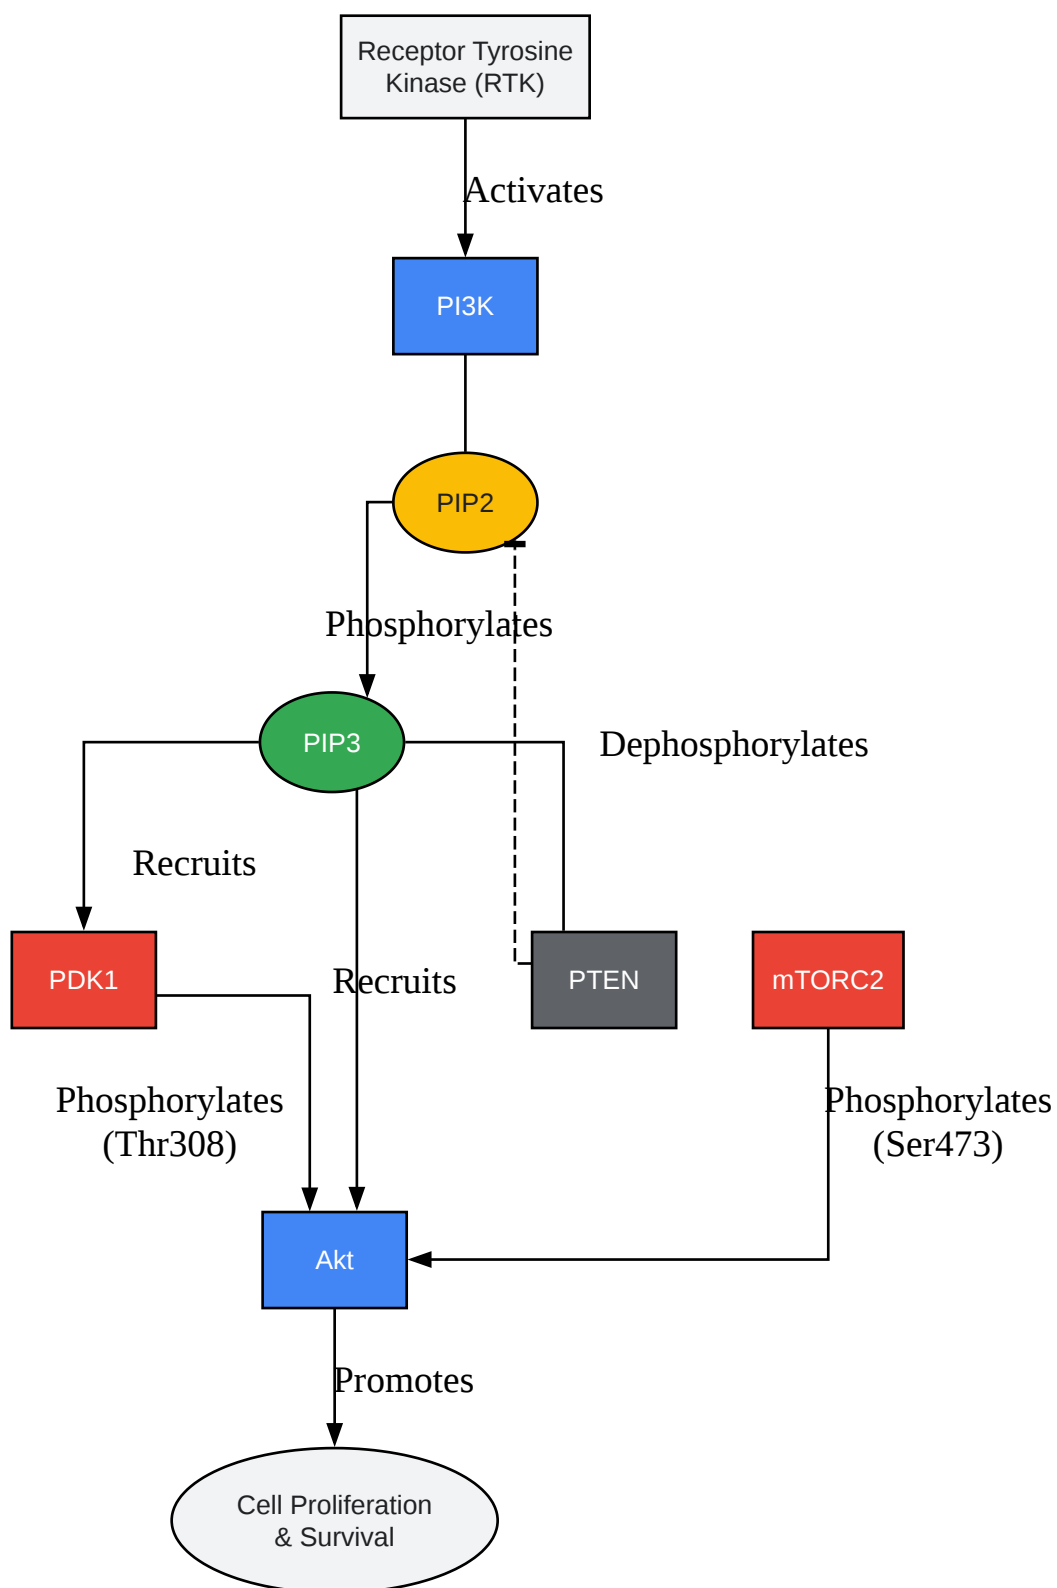 Receptor Tyrosine
Kinase (RTK)
Activates
PI3K
PIP2
Phosphorylates
PIP3
Dephosphorylates
Recruits
PDK1
Recruits
PTEN
mTORC2
Phosphorylates
(Thr308)
Phosphorylates
(Ser473)
Akt
Promotes
Cell Proliferation
& Survival